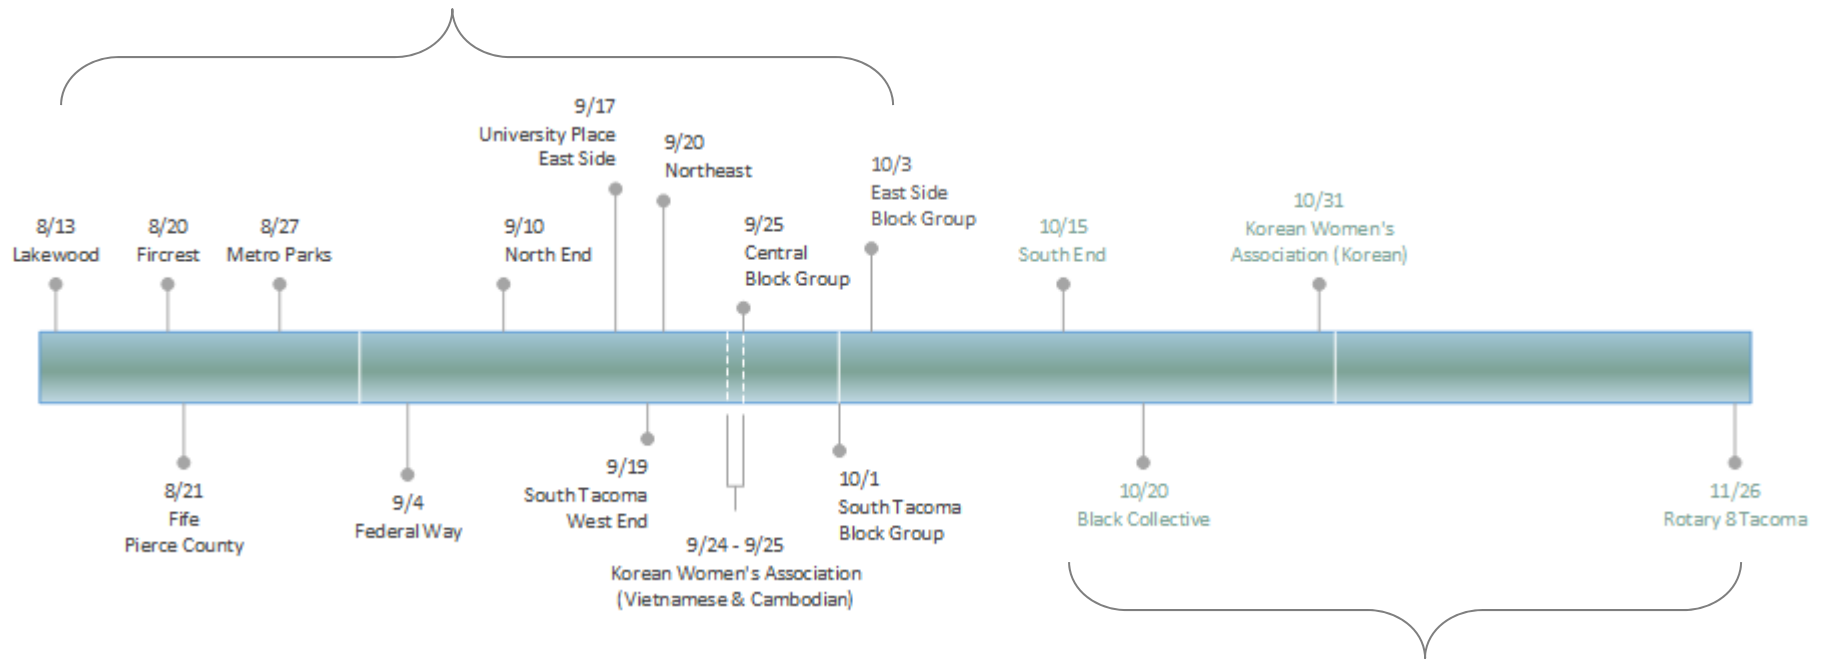 9/17
University Place
East Side
9/20
Northeast
10/3
East Side
Block Group
8/13
Lakewood
8/20
Fircrest
8/27
Metro Parks
9/10
North End
9/25
Central
Block Group
10/15
South End
10/31
Korean Women's
Association (Korean)
8/21
Fife
Pierce County
9/4
Federal Way
9/19
South Tacoma
West End
9/24 - 9/25
Korean Women's Association
(Vietnamese & Cambodian)
10/1
South Tacoma
Block Group
10/20
Black Collective
11/26
Rotary 8 Tacoma